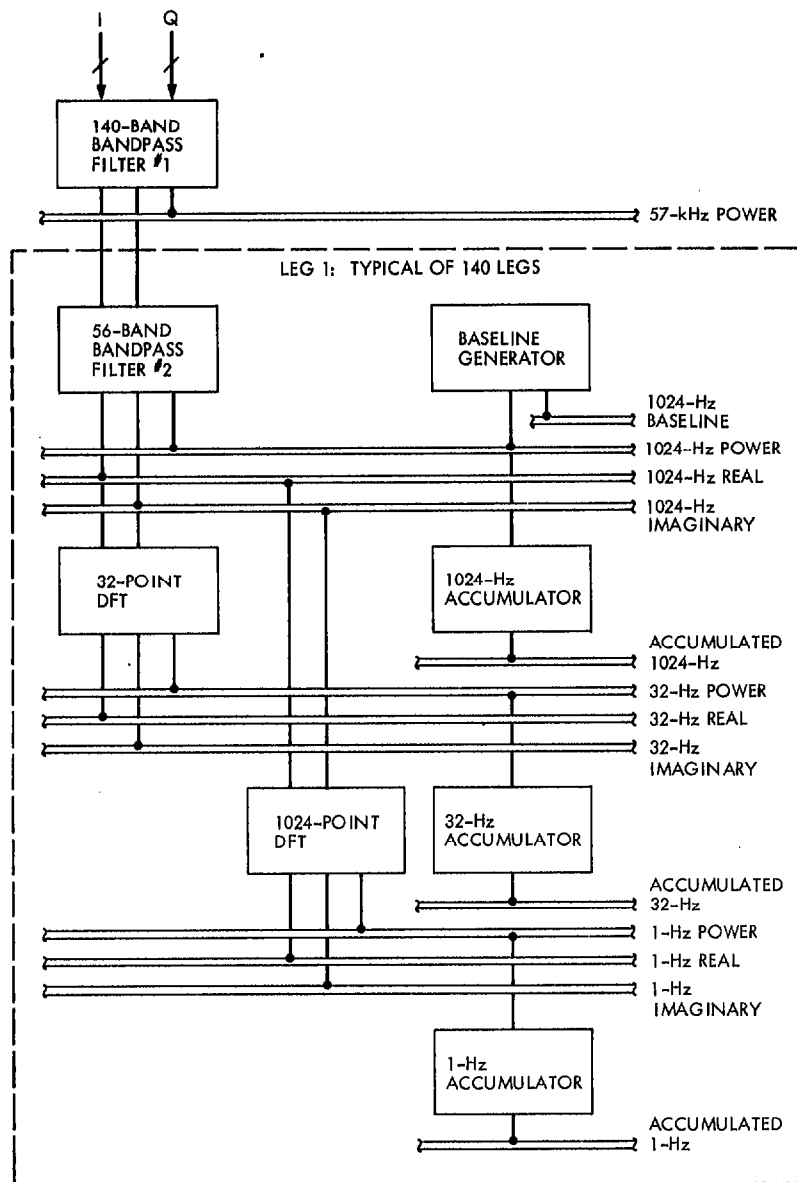 I Q
140-BAND
BANDPASS
FILTER #1
57-kHz POWER
LEG 1: TYPICAL OF 140 LEGS
56-BAND
BANDPASS
FILTER #2
BASELINE
GENERATOR
1024-Hz
BASELINE
1024-Hz POWER
1024-Hz REAL
1024-Hz
IMAGINARY
32-POINT
DFT
1024-Hz
ACCUMULATOR
ACCUMULATED
1024-Hz
32-Hz POWER
32-Hz REAL
32-Hz
IMAGINARY
1024-POINT
DFT
32-Hz
ACCUMULATOR
ACCUMULATED
32-Hz
1-Hz POWER
1-Hz REAL
1-Hz
IMAGINARY
1-Hz
ACCUMULATOR
ACCUMULATED
1-Hz